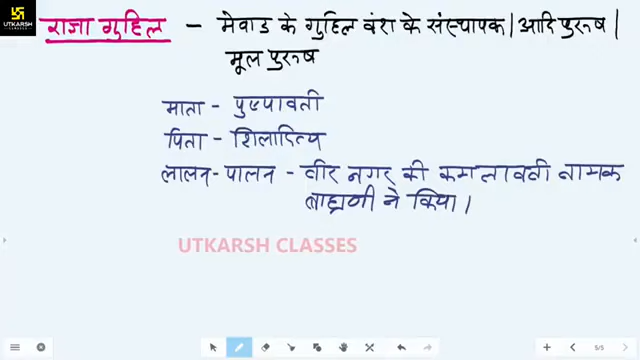 UTKARSH CLASSES
राजा गुहिल - मेवाड के गुहिल वंश के संस्थापक | आदि पुरुष |
मूल पुरुष
माता - पुष्पावती
पिता - शिलादित्य
लालन-पालन - वीर नगर की कमलावती नामक
ब्राह्मणी ने किया।
UTKARSH CLASSES
5/5